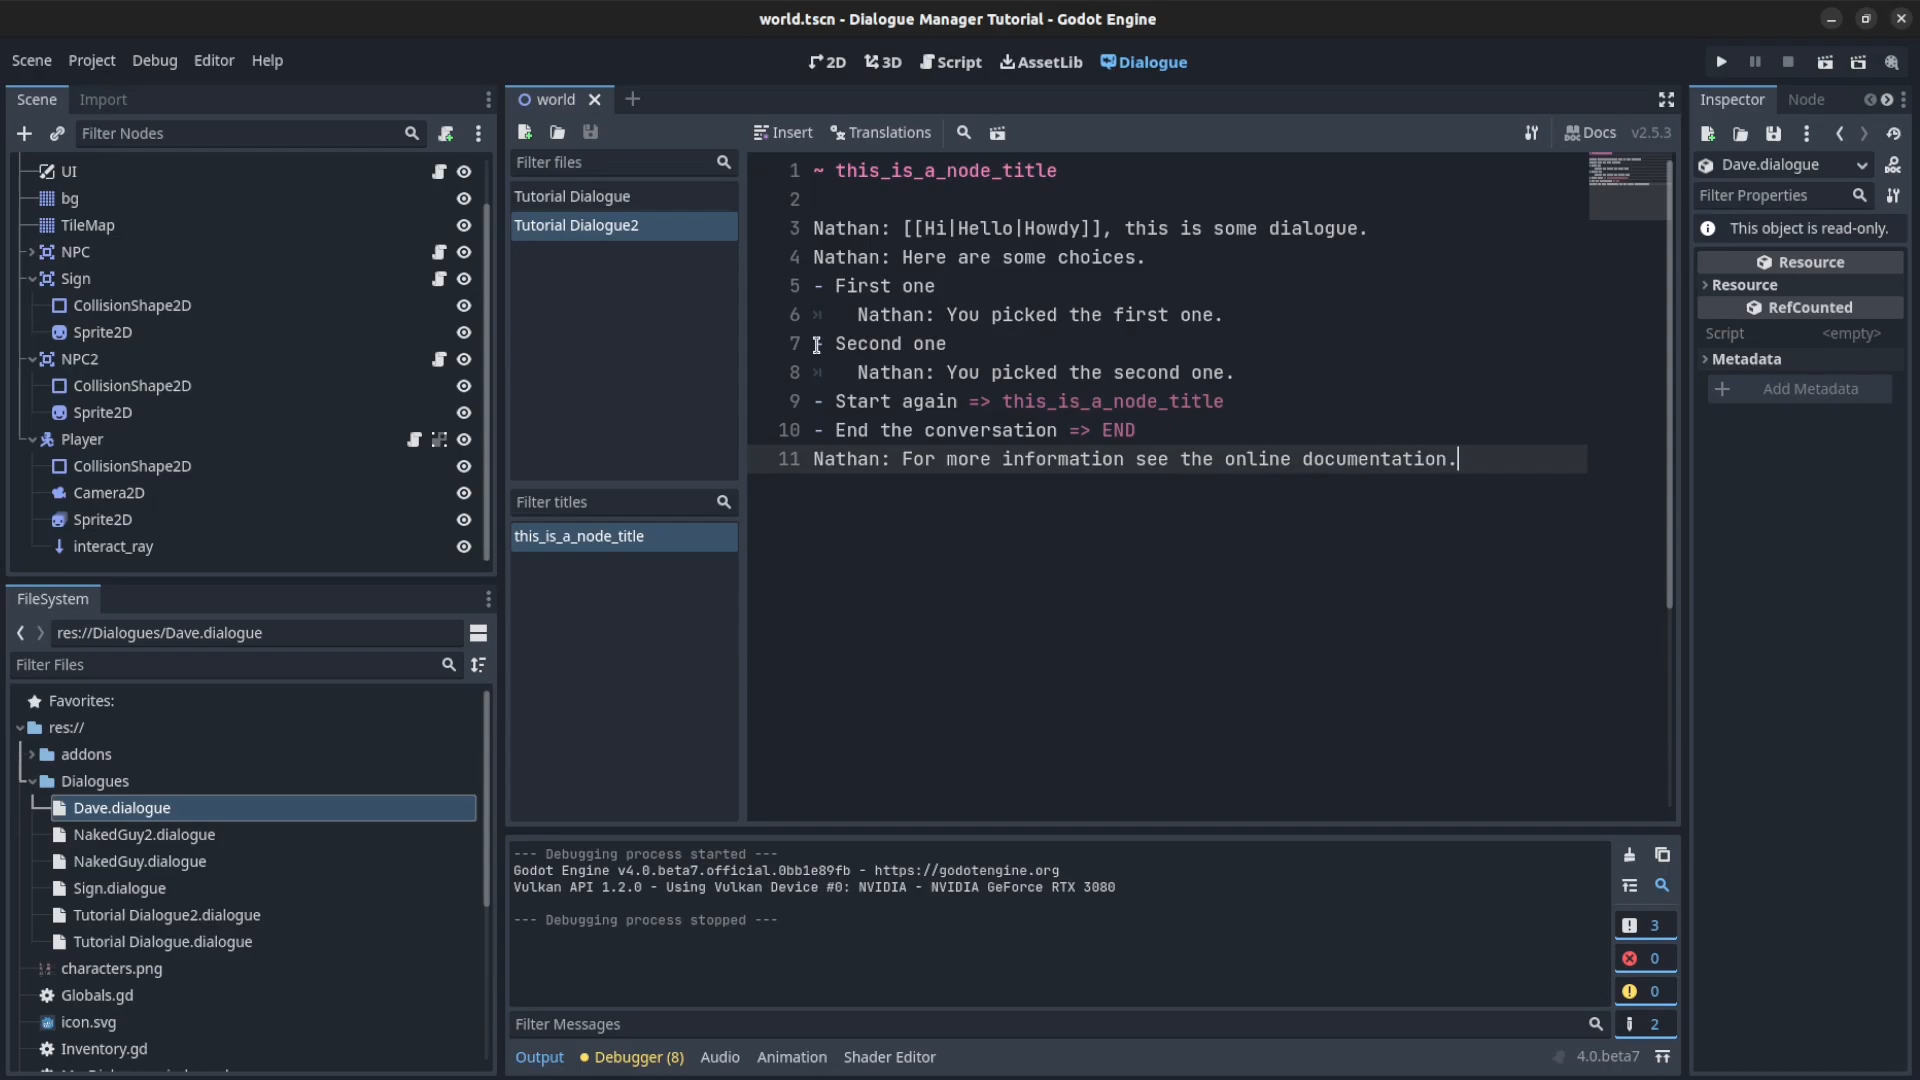 world.tscn - Dialogue Manager Tutorial - Godot Engine
Scene Project Debug Editor Help
2D 3D Script AssetLib Dialogue
Scene Import
Filter Nodes
UI
bg
TileMap
NPC
Sign
CollisionShape2D
Sprite2D
NPC2
CollisionShape2D
Sprite2D
Player
CollisionShape2D
Camera2D
Sprite2D
interact_ray
FileSystem
res://Dialogues/Dave.dialogue
Filter Files
Favorites:
res://
addons
Dialogues
Dave.dialogue
NakedGuy2.dialogue
NakedGuy.dialogue
Sign.dialogue
Tutorial Dialogue2.dialogue
Tutorial Dialogue.dialogue
characters.png
Globals.gd
icon.svg
Inventory.gd
world
Insert Translations Docs v2.5.3
Filter files
Tutorial Dialogue
Tutorial Dialogue2
Filter titles
this_is_a_node_title
1 ~ this_is_a_node_title
2
3 Nathan: [[Hi|Hello|Howdy]], this is some dialogue.
4 Nathan: Here are some choices.
5 - First one
6 Nathan: You picked the first one.
7 - Second one
8 Nathan: You picked the second one.
9 - Start again => this_is_a_node_title
10 - End the conversation => END
11 Nathan: For more information see the online documentation.
--- Debugging process started ---
Godot Engine v4.0.beta7.official.0bb1e89fb - https://godotengine.org
Vulkan API 1.2.0 - Using Vulkan Device #0: NVIDIA - NVIDIA GeForce RTX 3080
--- Debugging process stopped ---
3
0
0
2
Filter Messages
Output Debugger (8) Audio Animation Shader Editor 4.0.beta7
Inspector Node
Dave.dialogue
Filter Properties
This object is read-only.
Resource
Resource
RefCounted
Script <empty>
Metadata
Add Metadata